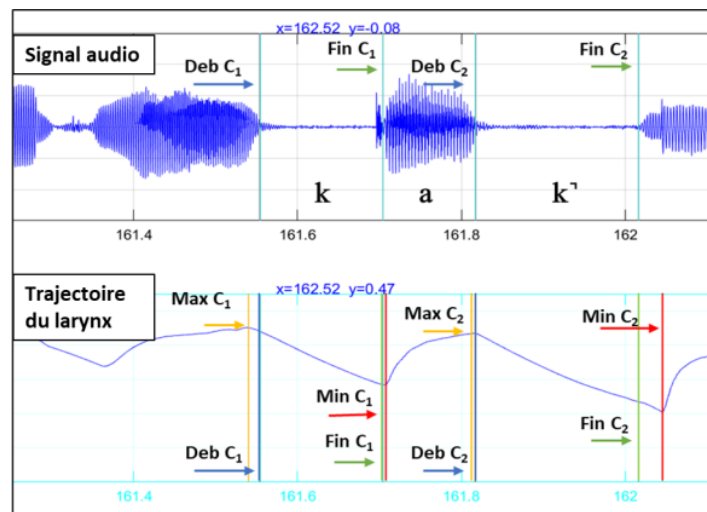 x=162.52 y=-0.08
Signal audio
Deb C₁
Fin C₁
Deb C₂
Fin C₂
k a k̚
161.4 161.6 161.8 162
x=162.52 y=0.47
Trajectoire
du larynx
Max C₁
Max C₂
Min C₂
Min C₁
Fin C₁
Fin C₂
Deb C₁
Deb C₂
161.4 161.6 161.8 162